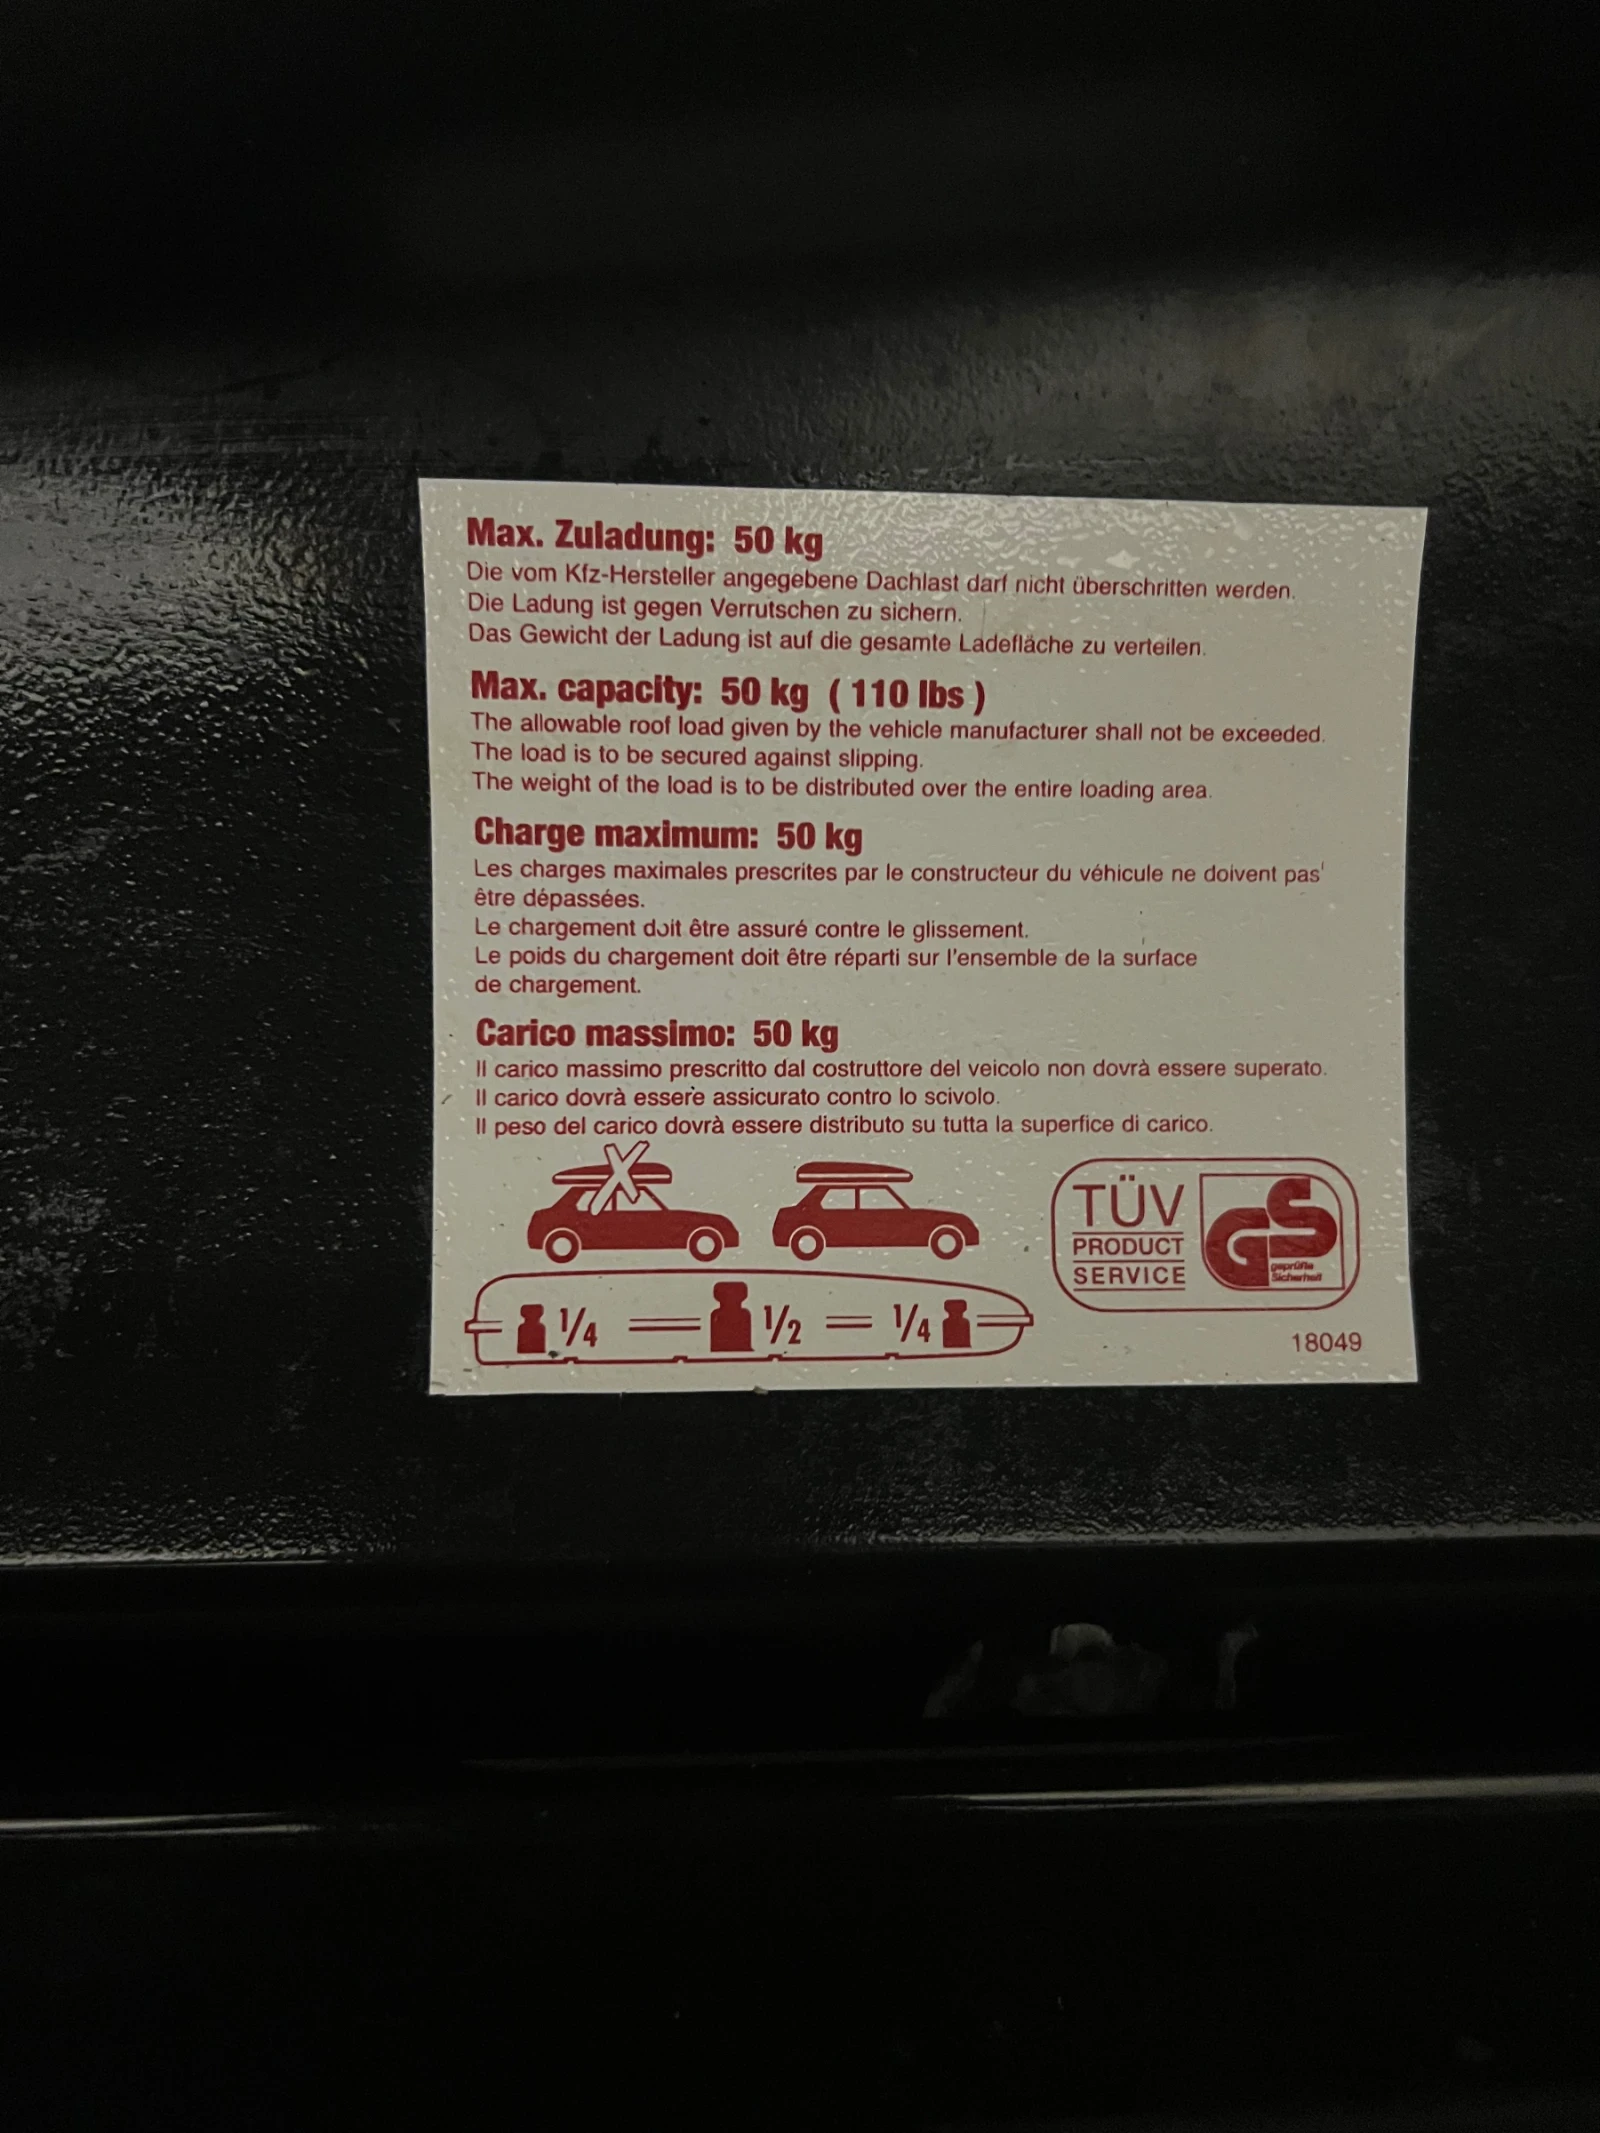 Max. Zuladung: 50 kg
Die vom Kfz-Hersteller angegebene Dachlast darf nicht überschritten werden.
Die Ladung ist gegen Verrutschen zu sichern.
Das Gewicht der Ladung ist auf die gesamte Ladefläche zu verteilen.
Max. capacity: 50 kg ( 110 lbs )
The allowable roof load given by the vehicle manufacturer shall not be exceeded.
The load is to be secured against slipping.
The weight of the load is to be distributed over the entire loading area.
Charge maximum: 50 kg
Les charges maximales prescrites par le constructeur du véhicule ne doivent pas
être dépassées.
Le chargement doit être assuré contre le glissement.
Le poids du chargement doit être réparti sur l'ensemble de la surface
de chargement.
Carico massimo: 50 kg
Il carico massimo prescritto dal costruttore del veicolo non dovrà essere superato.
Il carico dovrà essere assicurato contro lo scivolo.
Il peso del carico dovrà essere distributo su tutta la superfice di carico.
TÜV
PRODUCT
SERVICE
GS
geprüfte
Sicherheit
1/4 = 1/2 = 1/4
18049